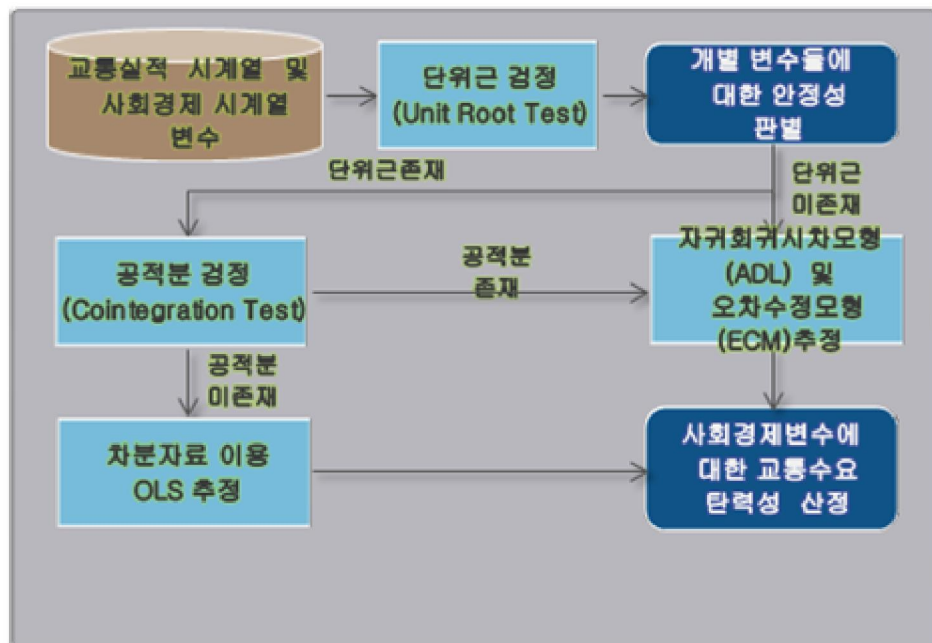 교통실적 시계열 및
사회경제 시계열
변수
단위근 검정
(Unit Root Test)
개별 변수들에
대한 안정성
판별
단위근존재
단위근
미존재
공적분 검정
(Cointegration Test)
공적분
존재
자귀회귀시차모형
(ADL) 및
오차수정모형
(ECM)추정
공적분
미존재
차분자료 이용
OLS 추정
사회경제변수에
대한 교통수요
탄력성 산정